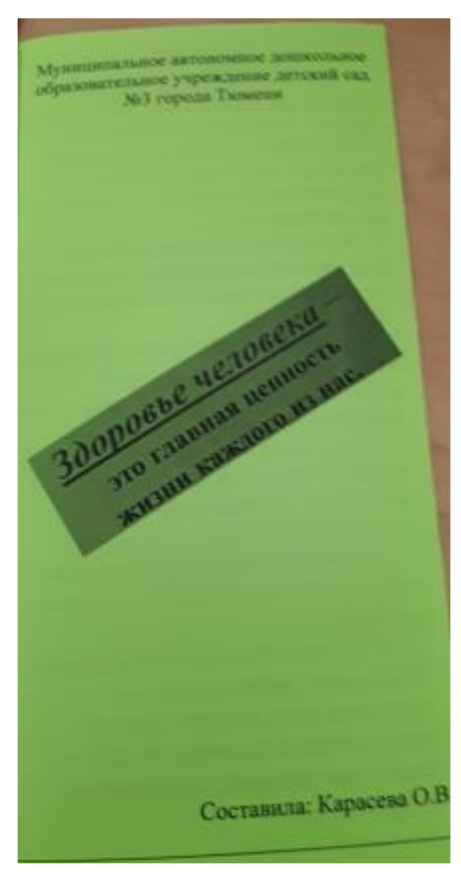 Муниципальное автономное дошкольное
образовательное учреждение детский сад
№3 города Тюмени
Здоровье человека –
это главная ценность
жизни каждого из нас.
Составила: Карасева О.В